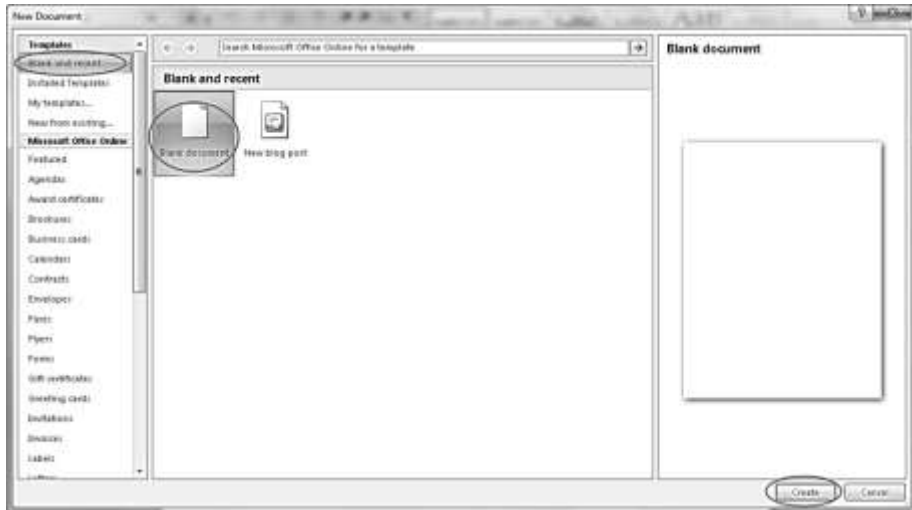 New Document
Templates
Blank and recent
Installed Templates
My templates...
New from existing...
Microsoft Office Online
Featured
Agendas
Award certificates
Brochures
Business cards
Calendars
Contracts
Envelopes
Flyers
Forms
Gift certificates
Greeting cards
Invitations
Invoices
Labels
Search Microsoft Office Online for a template
Blank and recent
Blank document
New blog post
Blank document
Create
Cancel